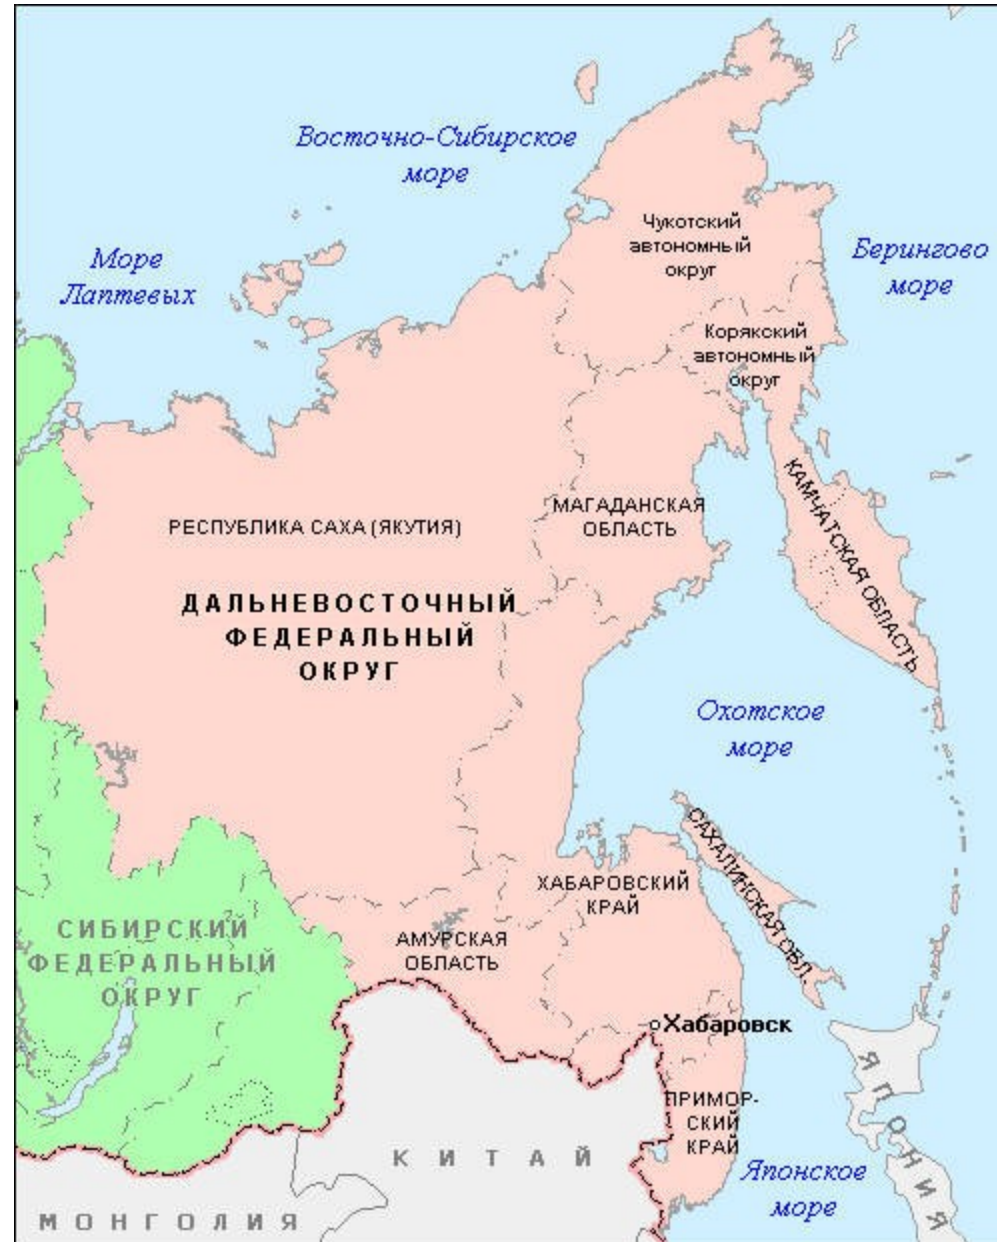 Восточно-Сибирское
море
Чукотский
автономный
округ
Берингово
море
Море
Лаптевых
Корякский
автономный
округ
КАМЧАТСКАЯ ОБЛАСТЬ
МАГАДАНСКАЯ
ОБЛАСТЬ
РЕСПУБЛИКА САХА (ЯКУТИЯ)
ДАЛЬНЕВОСТОЧНЫЙ
ФЕДЕРАЛЬНЫЙ
ОКРУГ
Охотское
море
САХАЛИНСКАЯ ОБЛ.
ХАБАРОВСКИЙ
КРАЙ
СИБИРСКИЙ
ФЕДЕРАЛЬНЫЙ
ОКРУГ
АМУРСКАЯ
ОБЛАСТЬ
Хабаровск
ЯПОНИЯ
ПРИМОР-
СКИЙ
КРАЙ
КИТАЙ
Японское
море
МОНГОЛИЯ